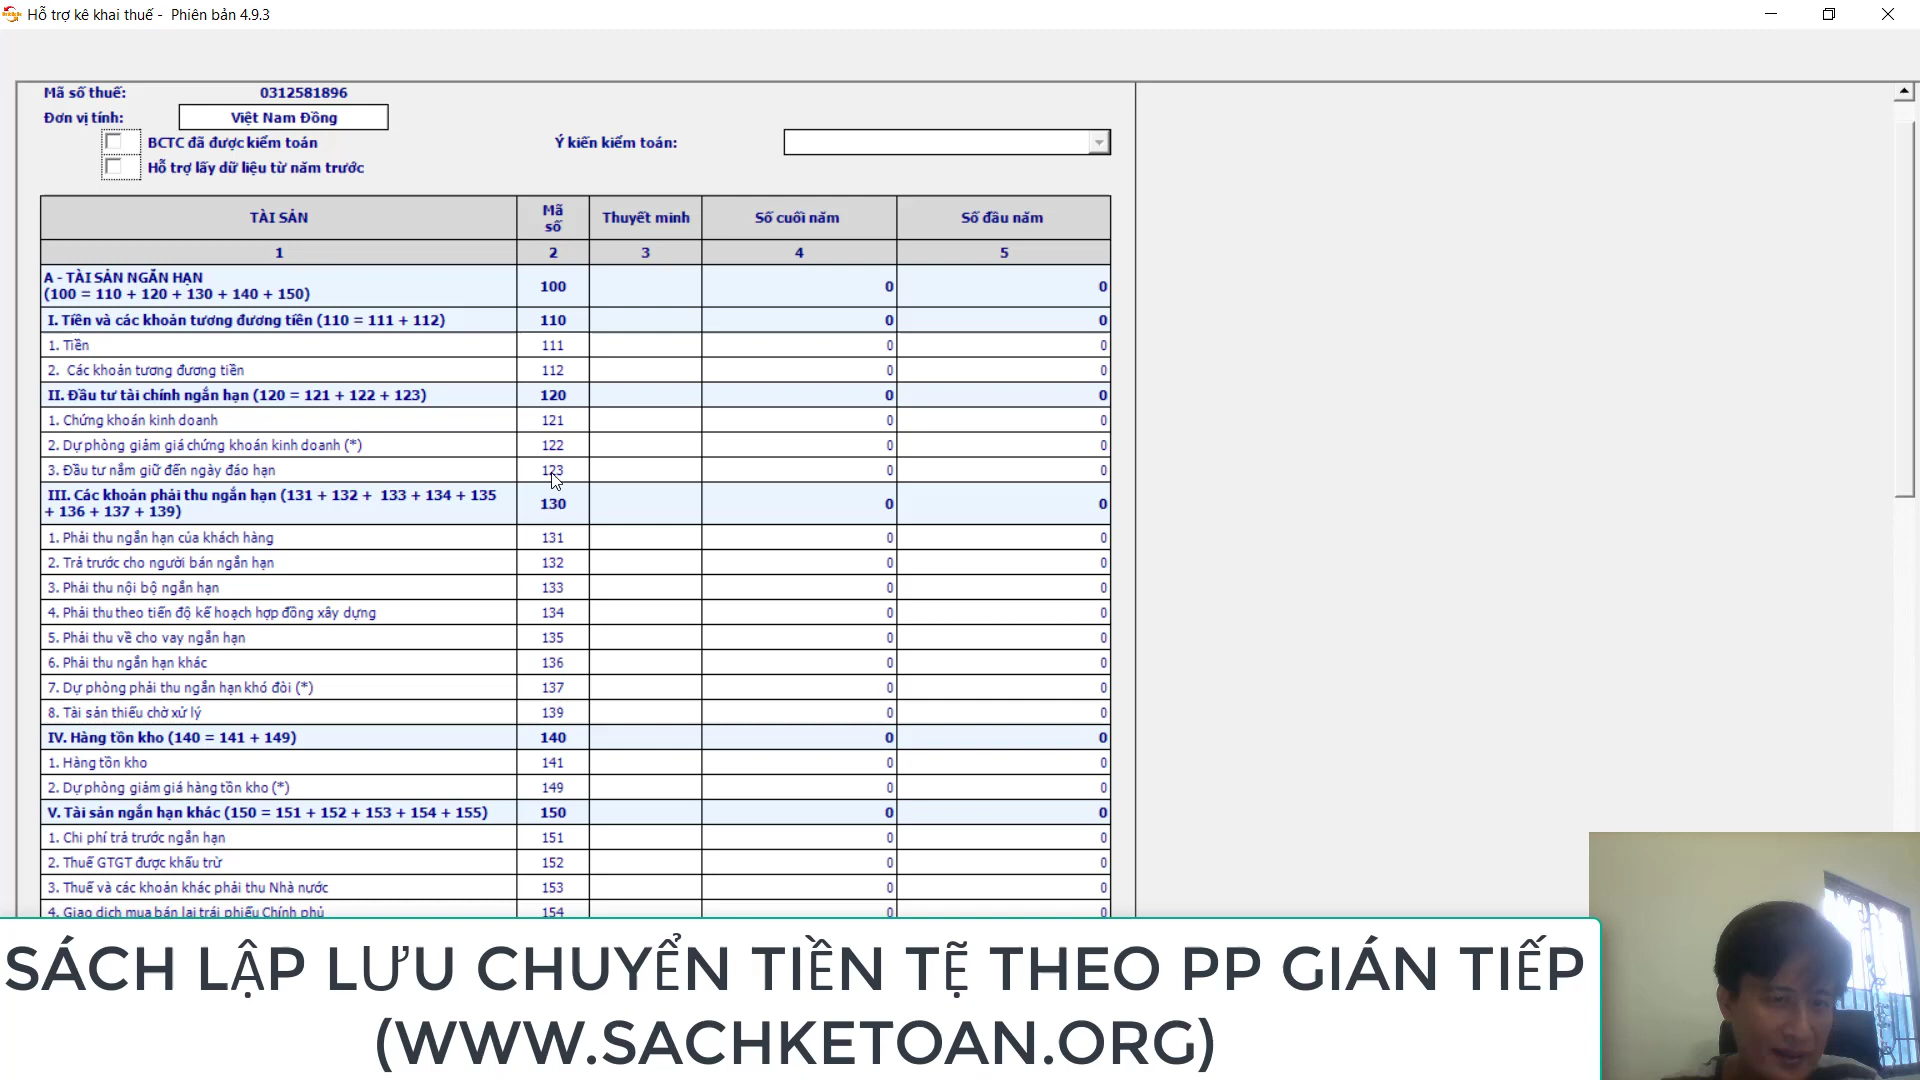 Hỗ trợ kê khai thuế - Phiên bản 4.9.3
Mã số thuế: 0312581896
Đơn vị tính: Việt Nam Đồng
BCTC đã được kiểm toán Ý kiến kiểm toán:
Hỗ trợ lấy dữ liệu từ năm trước
TÀI SẢN Mã số Thuyết minh Số cuối năm Số đầu năm
1 2 3 4 5
A - TÀI SẢN NGẮN HẠN
(100 = 110 + 120 + 130 + 140 + 150) 100 0 0
I. Tiền và các khoản tương đương tiền (110 = 111 + 112) 110 0 0
1. Tiền 111 0 0
2. Các khoản tương đương tiền 112 0 0
II. Đầu tư tài chính ngắn hạn (120 = 121 + 122 + 123) 120 0 0
1. Chứng khoán kinh doanh 121 0 0
2. Dự phòng giảm giá chứng khoán kinh doanh (*) 122 0 0
3. Đầu tư nắm giữ đến ngày đáo hạn 123 0 0
III. Các khoản phải thu ngắn hạn (131 + 132 + 133 + 134 + 135
+ 136 + 137 + 139) 130 0 0
1. Phải thu ngắn hạn của khách hàng 131 0 0
2. Trả trước cho người bán ngắn hạn 132 0 0
3. Phải thu nội bộ ngắn hạn 133 0 0
4. Phải thu theo tiến độ kế hoạch hợp đồng xây dựng 134 0 0
5. Phải thu về cho vay ngắn hạn 135 0 0
6. Phải thu ngắn hạn khác 136 0 0
7. Dự phòng phải thu ngắn hạn khó đòi (*) 137 0 0
8. Tài sản thiếu chờ xử lý 139 0 0
IV. Hàng tồn kho (140 = 141 + 149) 140 0 0
1. Hàng tồn kho 141 0 0
2. Dự phòng giảm giá hàng tồn kho (*) 149 0 0
V. Tài sản ngắn hạn khác (150 = 151 + 152 + 153 + 154 + 155) 150 0 0
1. Chi phí trả trước ngắn hạn 151 0 0
2. Thuế GTGT được khấu trừ 152 0 0
3. Thuế và các khoản khác phải thu Nhà nước 153 0 0
4. Giao dịch mua bán lại trái phiếu Chính phủ 154 0 0
SÁCH LẬP LƯU CHUYỂN TIỀN TỆ THEO PP GIÁN TIẾP
(WWW.SACHKETOAN.ORG)